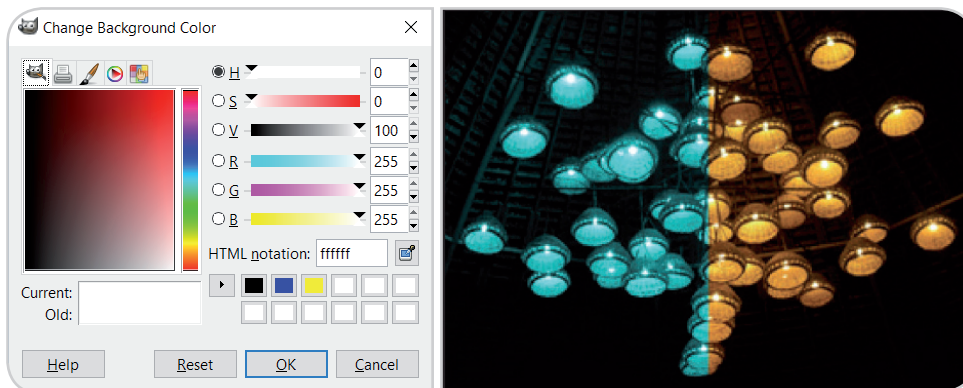 Change Background Color
H 0
S 0
V 100
R 255
G 255
B 255
HTML notation: ffffff
Current:
Old:
Help Reset OK Cancel